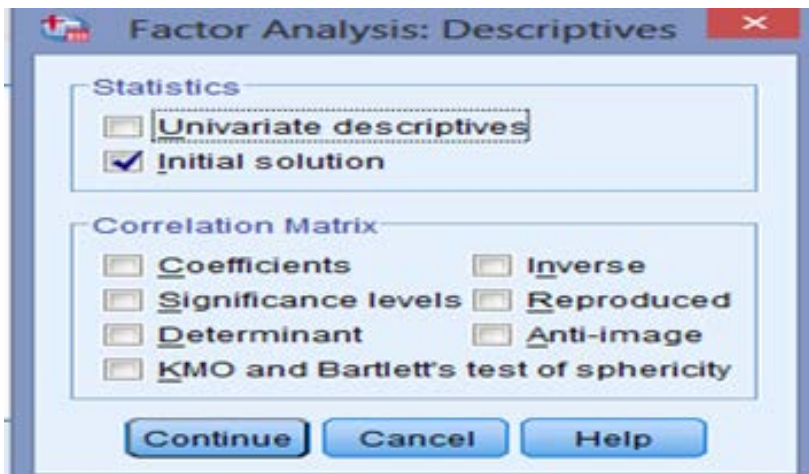 Factor Analysis: Descriptives
Statistics
Univariate descriptives
Initial solution
Correlation Matrix
Coefficients Inverse
Significance levels Reproduced
Determinant Anti-image
KMO and Bartlett's test of sphericity
Continue Cancel Help